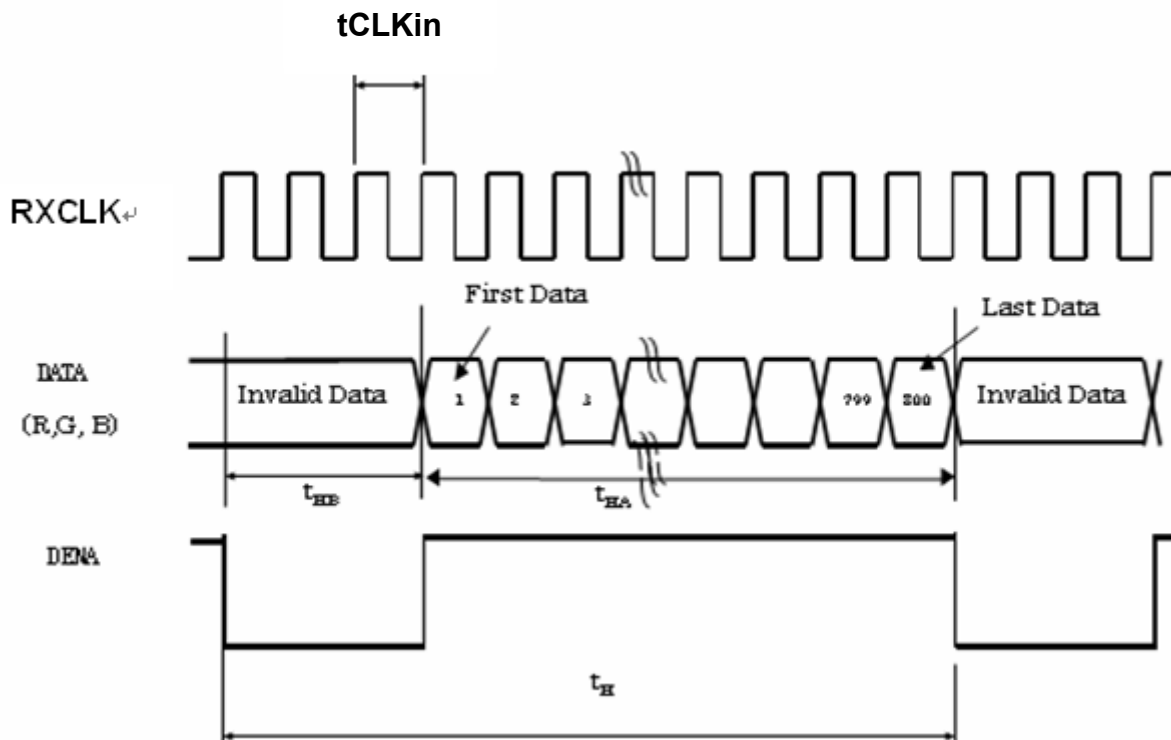 tCLKin
RXCLK↵
First Data
Last Data
DATA
(R,G, B)
Invalid Data
1
2
3
799
800
Invalid Data
tHB
tHA
DENA
tH